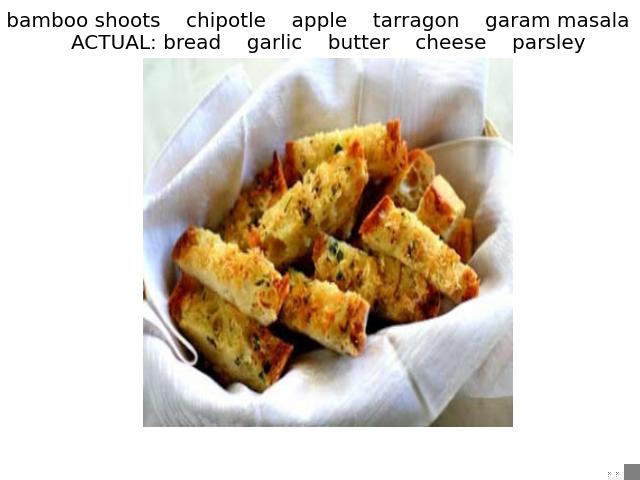 bamboo shoots chipotle apple tarragon garam masala
ACTUAL: bread garlic butter cheese parsley